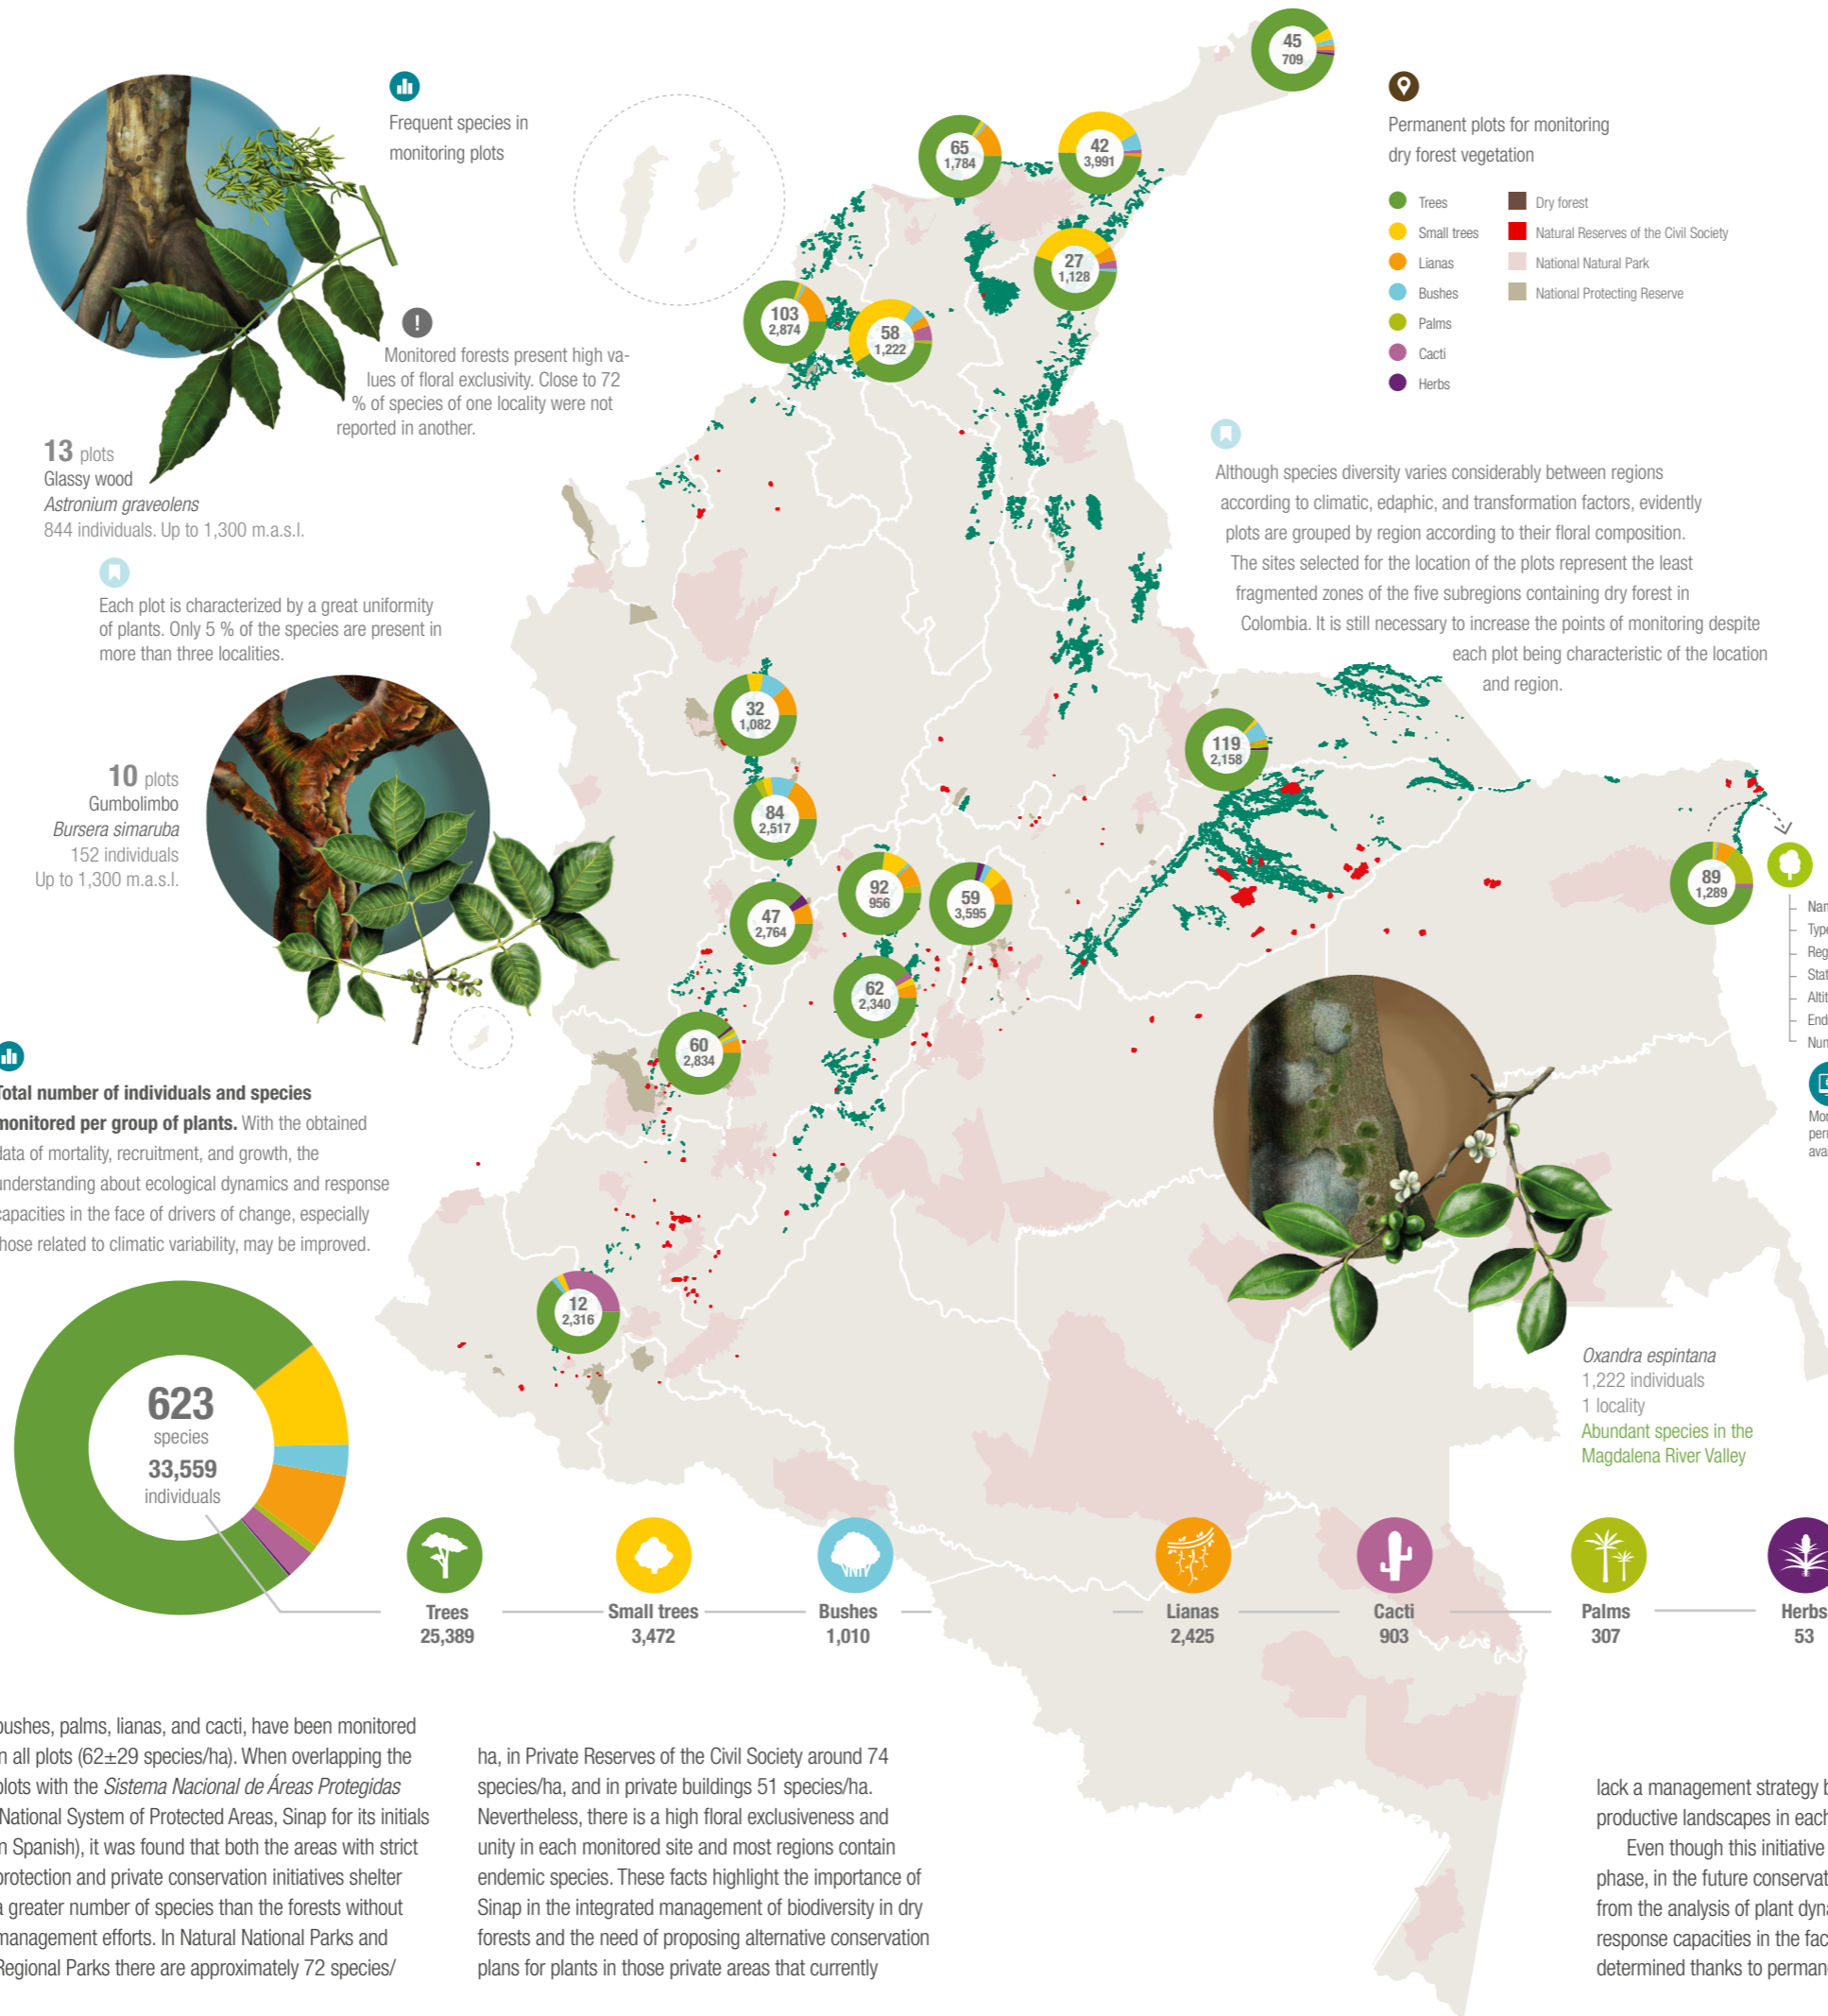 45
709
Frequent species in
monitoring plots
Permanent plots for monitoring
dry forest vegetation
Trees
Small trees
Lianas
Bushes
Palms
Cacti
Herbs
Dry forest
Natural Reserves of the Civil Society
National Natural Park
National Protecting Reserve
65
1,784
42
3,991
27
1,128
103
2,874
58
1,222
!
Monitored forests present high va-
lues of floral exclusivity. Close to 72
% of species of one locality were not
reported in another.
13 plots
Glassy wood
Astronium graveolens
844 individuals. Up to 1,300 m.a.s.l.
Although species diversity varies considerably between regions
according to climatic, edaphic, and transformation factors, evidently
plots are grouped by region according to their floral composition.
The sites selected for the location of the plots represent the least
fragmented zones of the five subregions containing dry forest in
Colombia. It is still necessary to increase the points of monitoring despite
each plot being characteristic of the location
and region.
Each plot is characterized by a great uniformity
of plants. Only 5 % of the species are present in
more than three localities.
32
1,082
119
2,158
84
2,517
10 plots
Gumbolimbo
Bursera simaruba
152 individuals
Up to 1,300 m.a.s.l.
92
956
59
3,595
47
2,764
89
1,289
62
2,340
60
2,834
12
2,316
Total number of individuals and species
monitored per group of plants. With the obtained
data of mortality, recruitment, and growth, the
understanding about ecological dynamics and response
capacities in the face of drivers of change, especially
those related to climatic variability, may be improved.
623
species
33,559
individuals
Oxandra espintana
1,222 individuals
1 locality
Abundant species in the
Magdalena River Valley
Trees
25,389
Small trees
3,472
Bushes
1,010
Lianas
2,425
Cacti
903
Palms
307
Herbs
53
bushes, palms, lianas, and cacti, have been monitored
in all plots (62±29 species/ha). When overlapping the
plots with the Sistema Nacional de Áreas Protegidas
National System of Protected Areas, Sinap for its initials
in Spanish), it was found that both the areas with strict
protection and private conservation initiatives shelter
a greater number of species than the forests without
management efforts. In Natural National Parks and
Regional Parks there are approximately 72 species/
ha, in Private Reserves of the Civil Society around 74
species/ha, and in private buildings 51 species/ha.
Nevertheless, there is a high floral exclusiveness and
unity in each monitored site and most regions contain
endemic species. These facts highlight the importance of
Sinap in the integrated management of biodiversity in dry
forests and the need of proposing alternative conservation
plans for plants in those private areas that currently
lack a management strategy
productive landscapes in each
Even though this initiative
phase, in the future
from the analysis of plant
response capacities in the
determined thanks to